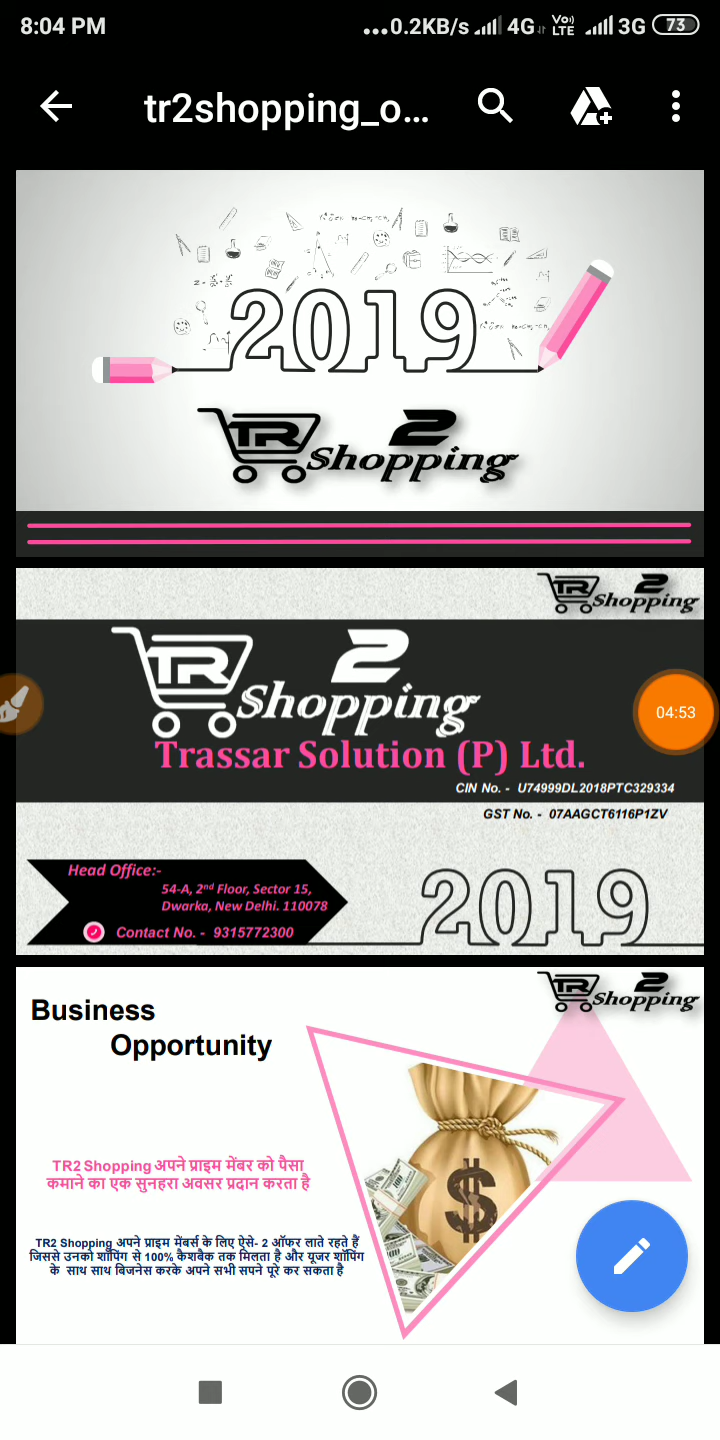 8:04 PM
...0.2KB/s 4G Vo) LTE 3G 73
tr2shopping_o...
2019
TR 2
Shopping
TR 2
Shopping
TR 2
Shopping
Trassar Solution (P) Ltd.
CIN No. - U74999DL2018PTC329334
GST No. - 07AAGCT6116P1ZV
04:53
Head Office:-
54-A, 2nd Floor, Sector 15,
Dwarka, New Delhi. 110078
Contact No. - 9315772300
2019
TR 2
Shopping
Business
Opportunity
$
TR2 Shopping अपने प्राइम मेंबर को पैसा
कमाने का एक सुनहरा अवसर प्रदान करता है
TR2 Shopping अपने प्राइम मेंबर्स के लिए ऐसे- 2 ऑफर लाते रहते हैं
जिससे उनको शॉपिंग से 100% कैशबैक तक मिलता है और यूजर शॉपिंग
के साथ साथ बिजनेस करके अपने सभी सपने पूरे कर सकता है